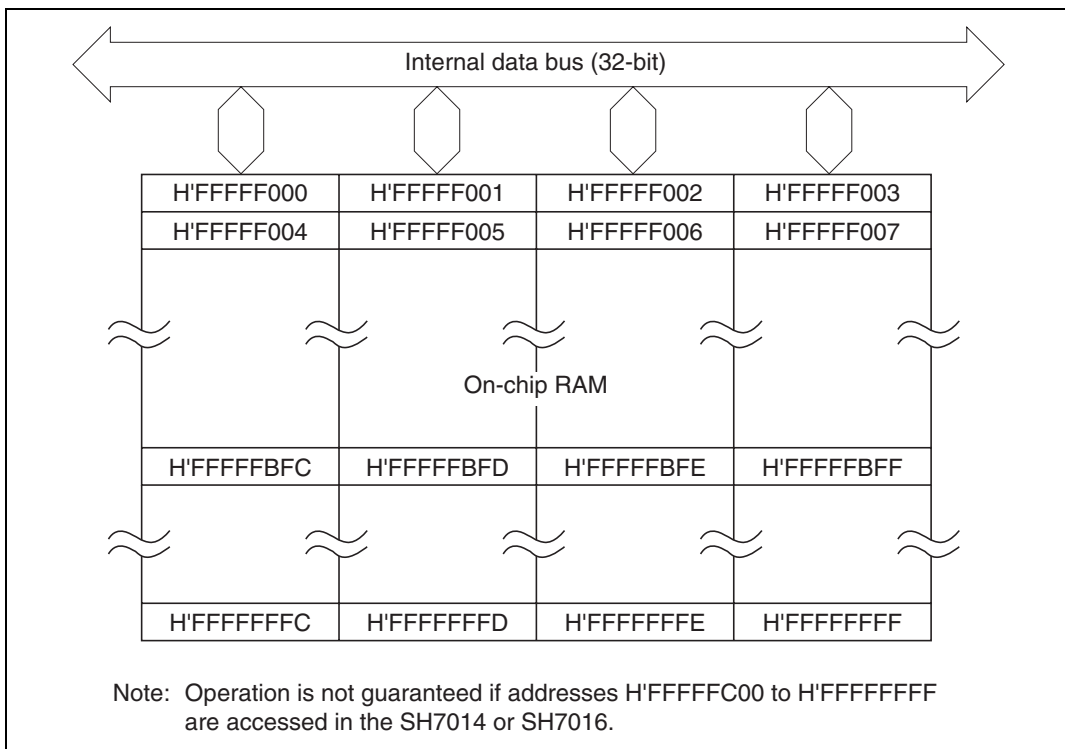 Internal data bus (32-bit)
H'FFFFF000 H'FFFFF001 H'FFFFF002 H'FFFFF003
H'FFFFF004 H'FFFFF005 H'FFFFF006 H'FFFFF007
On-chip RAM
H'FFFFFBFC H'FFFFFBFD H'FFFFFBFE H'FFFFFBFF
H'FFFFFFFC H'FFFFFFFD H'FFFFFFFE H'FFFFFFFF
Note: Operation is not guaranteed if addresses H'FFFFFC00 to H'FFFFFFFF
are accessed in the SH7014 or SH7016.